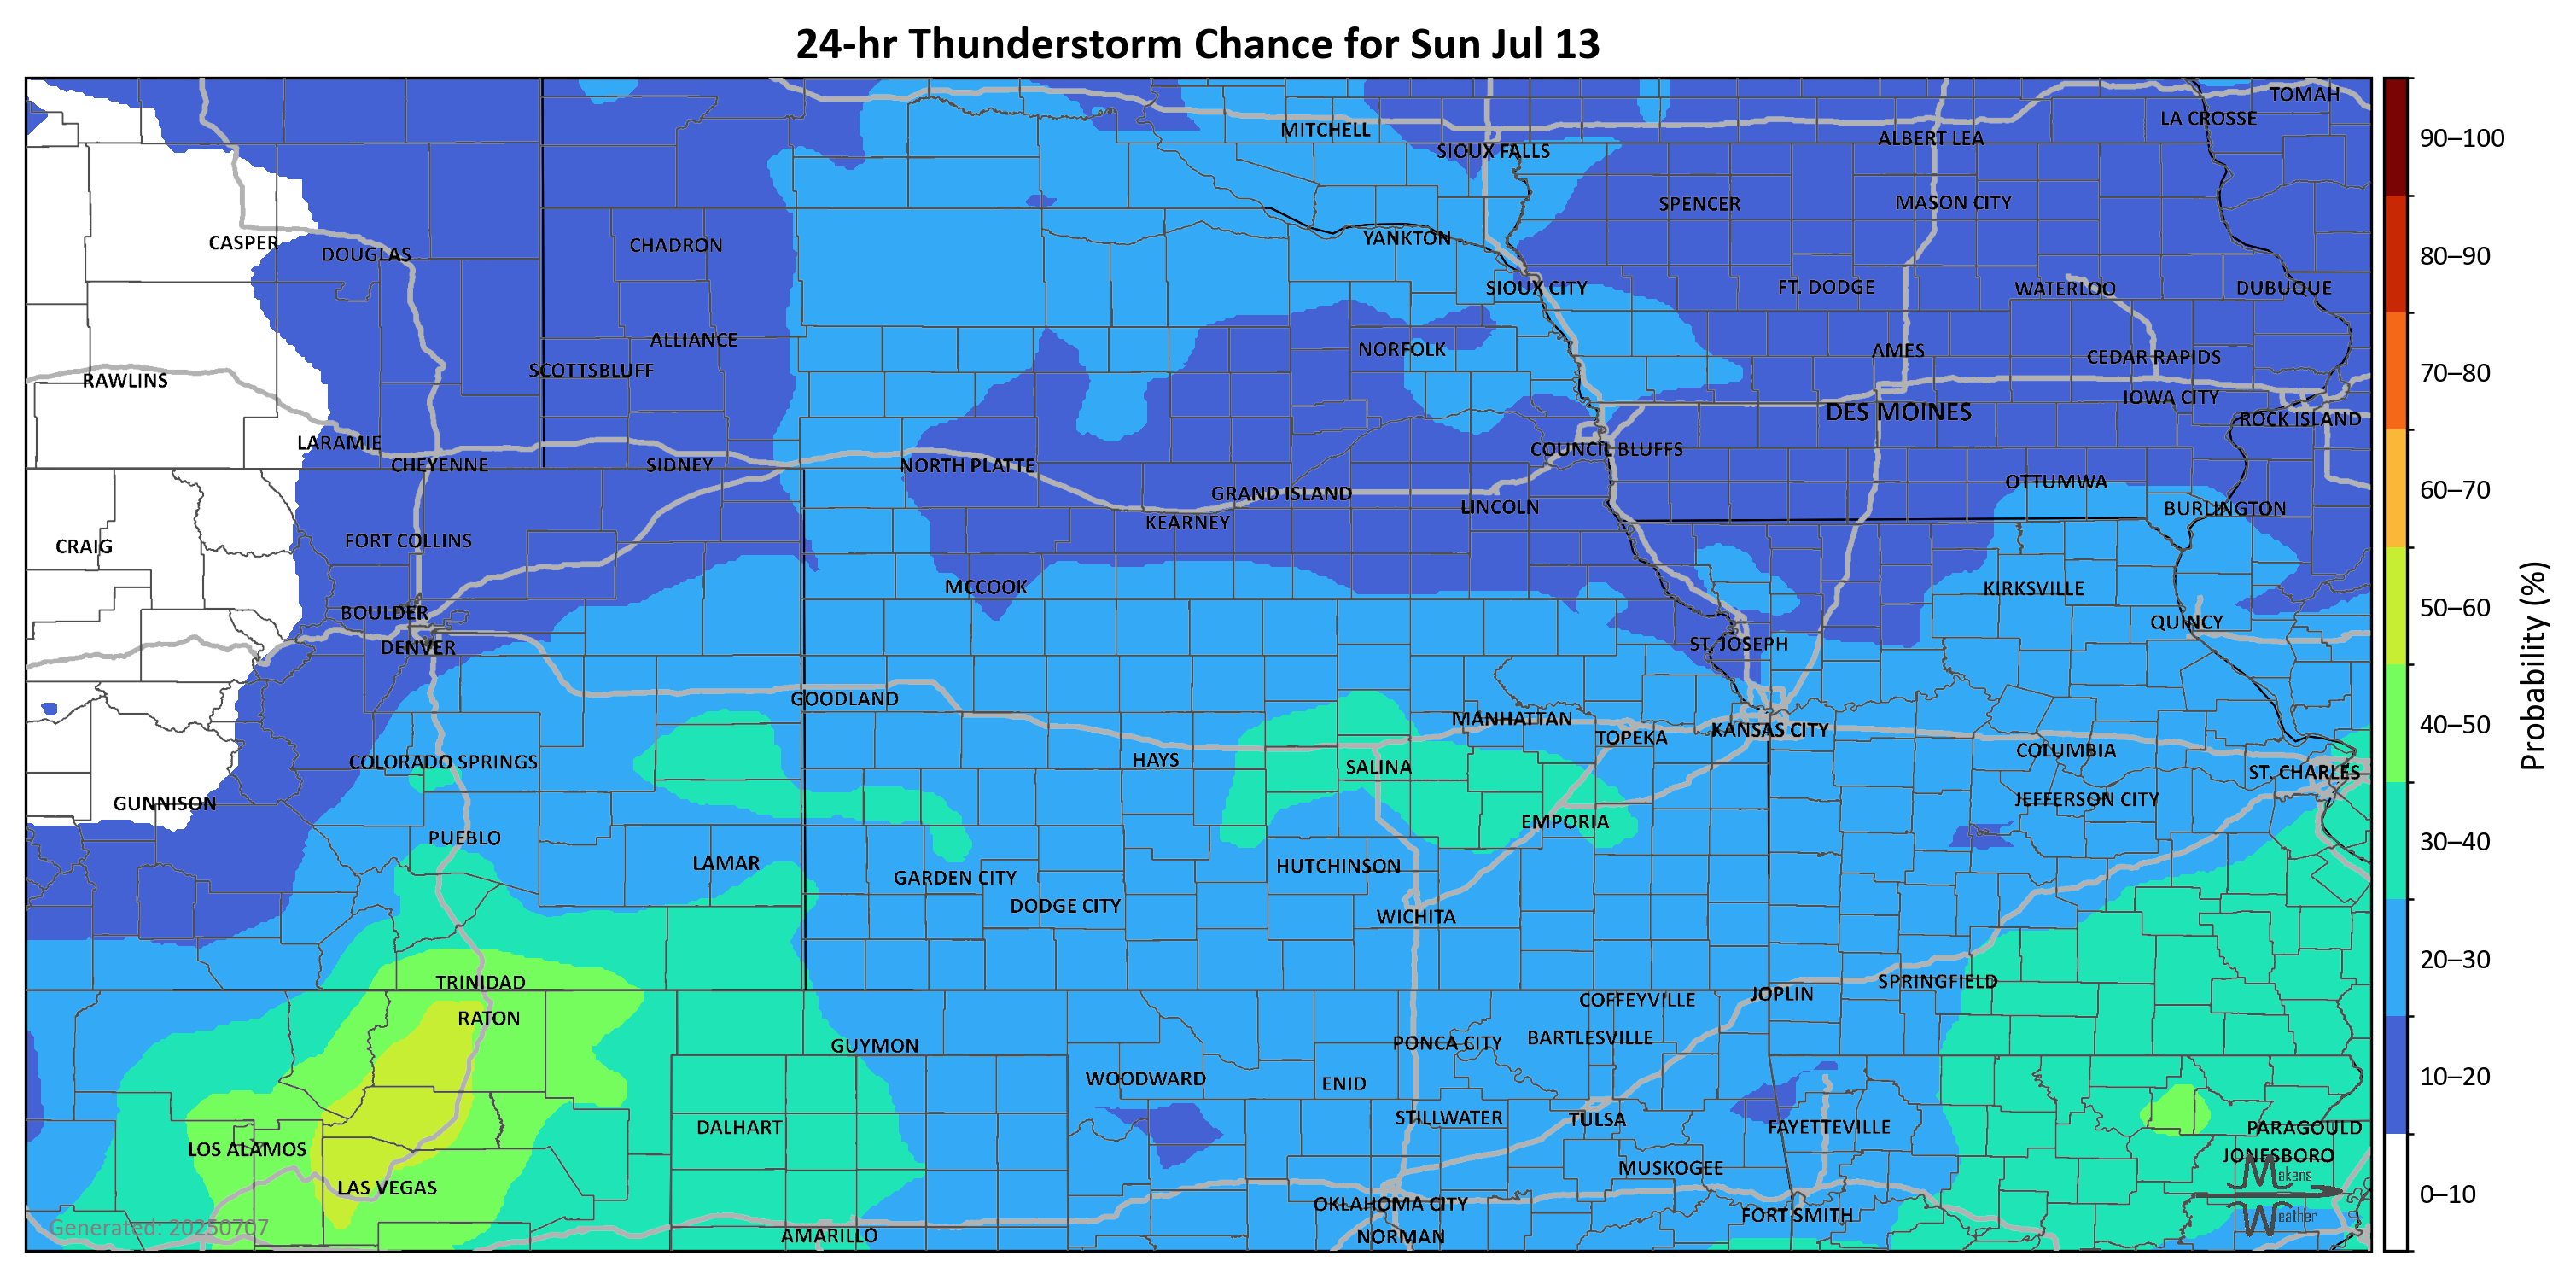 24-hr Thunderstorm Chance for Sun Jul 13
TOMAH
LA CROSSE
MITCHELL
ALBERT LEA
SIOUX FALLS
SPENCER
MASON CITY
CASPER
DOUGLAS
CHADRON
YANKTON
SIOUX CITY
FT. DODGE
WATERLOO
DUBUQUE
ALLIANCE
NORFOLK
AMES
CEDAR RAPIDS
RAWLINS
SCOTTSBLUFF
IOWA CITY
DES MOINES
ROCK ISLAND
LARAMIE
CHEYENNE
SIDNEY
NORTH PLATTE
COUNCIL BLUFFS
OTTUMWA
GRAND ISLAND
LINCOLN
BURLINGTON
KEARNEY
CRAIG
FORT COLLINS
MCCOOK
KIRKSVILLE
BOULDER
QUINCY
DENVER
ST. JOSEPH
GOODLAND
MANHATTAN
TOPEKA
KANSAS CITY
COLUMBIA
COLORADO SPRINGS
HAYS
SALINA
ST. CHARLES
GUNNISON
JEFFERSON CITY
EMPORIA
PUEBLO
LAMAR
HUTCHINSON
GARDEN CITY
DODGE CITY
WICHITA
TRINIDAD
SPRINGFIELD
JOPLIN
COFFEYVILLE
RATON
GUYMON
PONCA CITY
BARTLESVILLE
WOODWARD
ENID
STILLWATER
TULSA
DALHART
FAYETTEVILLE
PARAGOULD
LOS ALAMOS
JONESBORO
MUSKOGEE
LAS VEGAS
OKLAHOMA CITY
FORT SMITH
AMARILLO
NORMAN
Generated: 20250707
Makens
Weather
90–100
80–90
70–80
60–70
50–60
40–50
30–40
20–30
10–20
0–10
Probability (%)